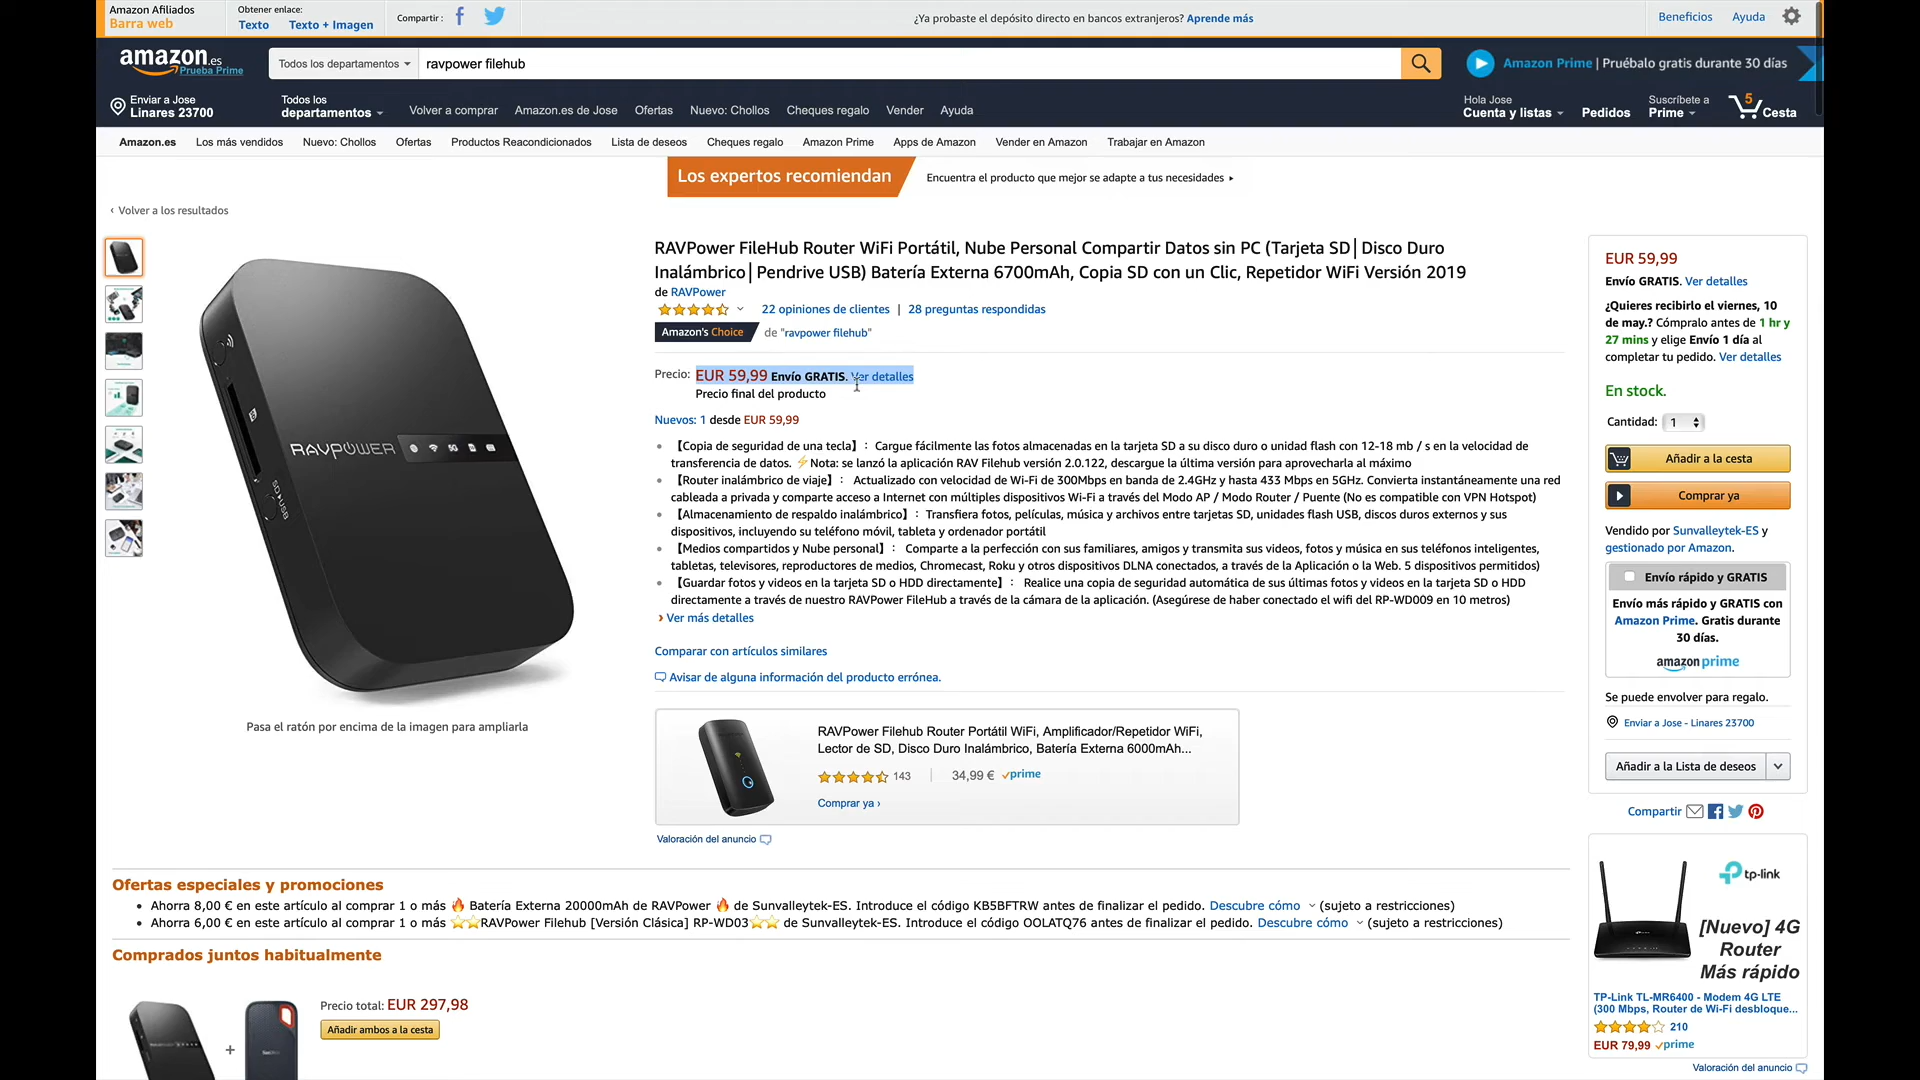 Amazon Afiliados
Barra web
Obtener enlace:
Texto Texto + Imagen
Compartir :
¿Ya probaste el depósito directo en bancos extranjeros? Aprende más
Beneficios Ayuda
amazon.es
Prueba Prime
Todos los departamentos
ravpower filehub
Amazon Prime | Pruébalo gratis durante 30 días
Enviar a Jose
Linares 23700
Todos los
departamentos
Volver a comprar Amazon.es de Jose Ofertas Nuevo: Chollos Cheques regalo Vender Ayuda
Hola Jose
Cuenta y listas
Pedidos
Suscríbete a
Prime
5
Cesta
Amazon.es Los más vendidos Nuevo: Chollos Ofertas Productos Reacondicionados Lista de deseos Cheques regalo Amazon Prime Apps de Amazon Vender en Amazon Trabajar en Amazon
Los expertos recomiendan
Encuentra el producto que mejor se adapte a tus necesidades ▸
‹ Volver a los resultados
RAVPOWER
5G
SD▸USB
Pasa el ratón por encima de la imagen para ampliarla
RAVPower FileHub Router WiFi Portátil, Nube Personal Compartir Datos sin PC (Tarjeta SD│Disco Duro
Inalámbrico│Pendrive USB) Batería Externa 6700mAh, Copia SD con un Clic, Repetidor WiFi Versión 2019
de RAVPower
22 opiniones de clientes | 28 preguntas respondidas
Amazon's Choice de "ravpower filehub"
Precio: EUR 59,99 Envío GRATIS. Ver detalles
Precio final del producto
Nuevos: 1 desde EUR 59,99
• 【Copia de seguridad de una tecla】: Cargue fácilmente las fotos almacenadas en la tarjeta SD a su disco duro o unidad flash con 12-18 mb / s en la velocidad de
transferencia de datos. ⚡Nota: se lanzó la aplicación RAV Filehub versión 2.0.122, descargue la última versión para aprovecharla al máximo
• 【Router inalámbrico de viaje】: Actualizado con velocidad de Wi-Fi de 300Mbps en banda de 2.4GHz y hasta 433 Mbps en 5GHz. Convierta instantáneamente una red
cableada a privada y comparte acceso a Internet con múltiples dispositivos Wi-Fi a través del Modo AP / Modo Router / Puente (No es compatible con VPN Hotspot)
• 【Almacenamiento de respaldo inalámbrico】: Transfiera fotos, películas, música y archivos entre tarjetas SD, unidades flash USB, discos duros externos y sus
dispositivos, incluyendo su teléfono móvil, tableta y ordenador portátil
• 【Medios compartidos y Nube personal】: Comparte a la perfección con sus familiares, amigos y transmita sus videos, fotos y música en sus teléfonos inteligentes,
tabletas, televisores, reproductores de medios, Chromecast, Roku y otros dispositivos DLNA conectados, a través de la Aplicación o la Web. 5 dispositivos permitidos)
• 【Guardar fotos y videos en la tarjeta SD o HDD directamente】: Realice una copia de seguridad automática de sus últimas fotos y videos en la tarjeta SD o HDD
directamente a través de nuestro RAVPower FileHub a través de la cámara de la aplicación. (Asegúrese de haber conectado el wifi del RP-WD009 en 10 metros)
› Ver más detalles
Comparar con artículos similares
Avisar de alguna información del producto errónea.
RAVPower Filehub Router Portátil WiFi, Amplificador/Repetidor WiFi,
Lector de SD, Disco Duro Inalámbrico, Batería Externa 6000mAh...
143 | 34,99 € prime
Comprar ya ›
Valoración del anuncio
EUR 59,99
Envío GRATIS. Ver detalles
¿Quieres recibirlo el viernes, 10
de may.? Cómpralo antes de 1 hr y
27 mins y elige Envío 1 día al
completar tu pedido. Ver detalles
En stock.
Cantidad: 1
Añadir a la cesta
Comprar ya
Vendido por Sunvalleytek-ES y
gestionado por Amazon.
Envío rápido y GRATIS
Envío más rápido y GRATIS con
Amazon Prime. Gratis durante
30 días.
amazon prime
Se puede envolver para regalo.
Enviar a Jose - Linares 23700
Añadir a la Lista de deseos
Compartir
tp-link
[Nuevo] 4G
Router
Más rápido
TP-Link TL-MR6400 - Modem 4G LTE
(300 Mbps, Router de Wi-Fi desbloque...
210
EUR 79,99 prime
Valoración del anuncio
Ofertas especiales y promociones
• Ahorra 8,00 € en este artículo al comprar 1 o más 🔥 Batería Externa 20000mAh de RAVPower 🔥 de Sunvalleytek-ES. Introduce el código KB5BFTRW antes de finalizar el pedido. Descubre cómo (sujeto a restricciones)
• Ahorra 6,00 € en este artículo al comprar 1 o más ⭐⭐RAVPower Filehub [Versión Clásica] RP-WD03⭐⭐ de Sunvalleytek-ES. Introduce el código OOLATQ76 antes de finalizar el pedido. Descubre cómo (sujeto a restricciones)
Comprados juntos habitualmente
+
Precio total: EUR 297,98
Añadir ambos a la cesta